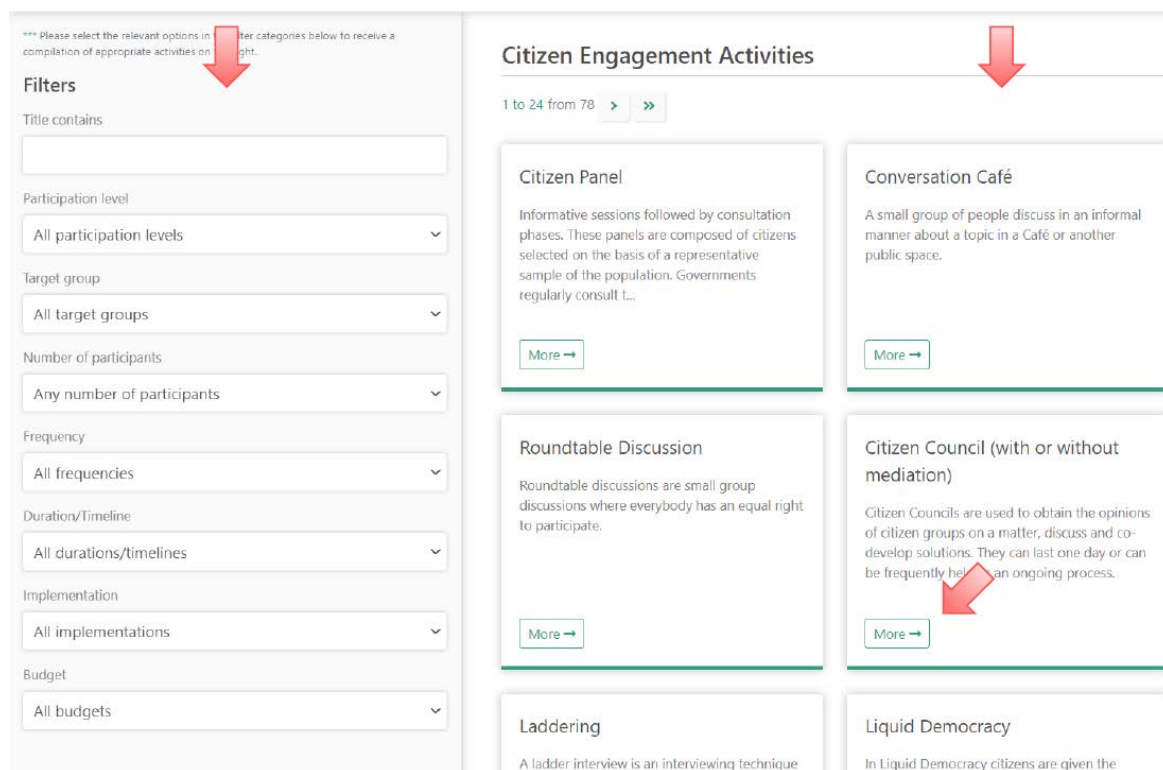 *** Please select the relevant options in ter categories below to receive a
compilation of appropriate activities on ght.
Filters
Title contains
Participation level
All participation levels
Target group
All target groups
Number of participants
Any number of participants
Frequency
All frequencies
Duration/Timeline
All durations/timelines
Implementation
All implementations
Budget
All budgets
Citizen Engagement Activities
1 to 24 from 78 > »
Citizen Panel
Informative sessions followed by consultation
phases. These panels are composed of citizens
selected on the basis of a representative
sample of the population. Governments
regularly consult t...
More →
Conversation Café
A small group of people discuss in an informal
manner about a topic in a Café or another
public space.
More →
Roundtable Discussion
Roundtable discussions are small group
discussions where everybody has an equal right
to participate.
More →
Citizen Council (with or without
mediation)
Citizen Councils are used to obtain the opinions
of citizen groups on a matter, discuss and co-
develop solutions. They can last one day or can
be frequently an ongoing process.
More →
Laddering
A ladder interview is an interviewing technique
Liquid Democracy
In Liquid Democracy citizens are given the